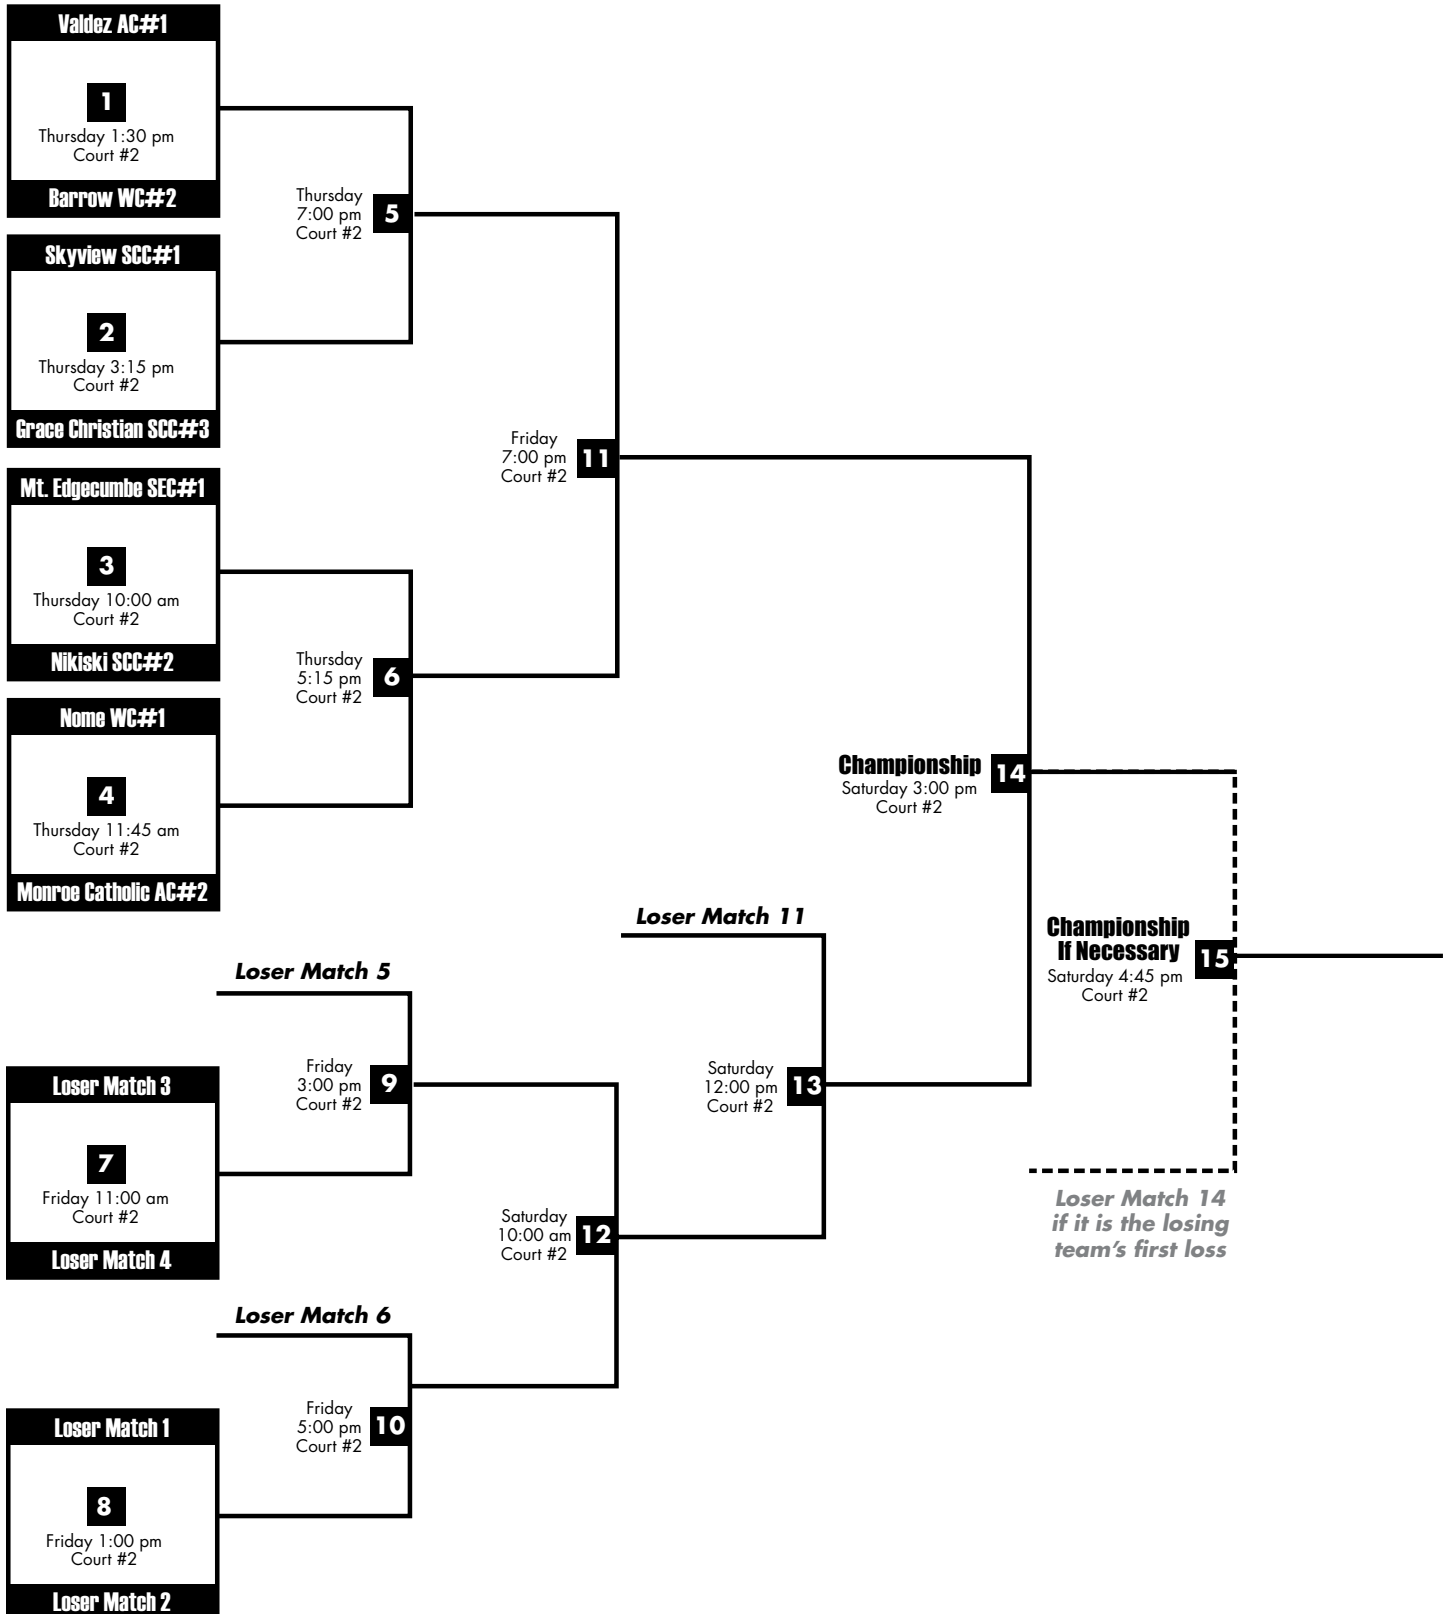 Valdez AC#1
1
Thursday 1:30 pm
Court #2
Barrow WC#2
Skyview SCC#1
2
Thursday 3:15 pm
Court #2
Grace Christian SCC#3
Mt. Edgecumbe SEC#1
3
Thursday 10:00 am
Court #2
Nikiski SCC#2
Nome WC#1
4
Thursday 11:45 am
Court #2
Monroe Catholic AC#2
Thursday
7:00 pm
Court #2
5
Thursday
5:15 pm
Court #2
6
Friday
7:00 pm
Court #2
11
Championship
Saturday 3:00 pm
Court #2
14
Championship
If Necessary
Saturday 4:45 pm
Court #2
15
Loser Match 11
Loser Match 5
Loser Match 3
7
Friday 11:00 am
Court #2
Loser Match 4
Friday
3:00 pm
Court #2
9
Saturday
12:00 pm
Court #2
13
Saturday
10:00 am
Court #2
12
Loser Match 14
if it is the losing
team's first loss
Loser Match 6
Loser Match 1
8
Friday 1:00 pm
Court #2
Loser Match 2
Friday
5:00 pm
Court #2
10